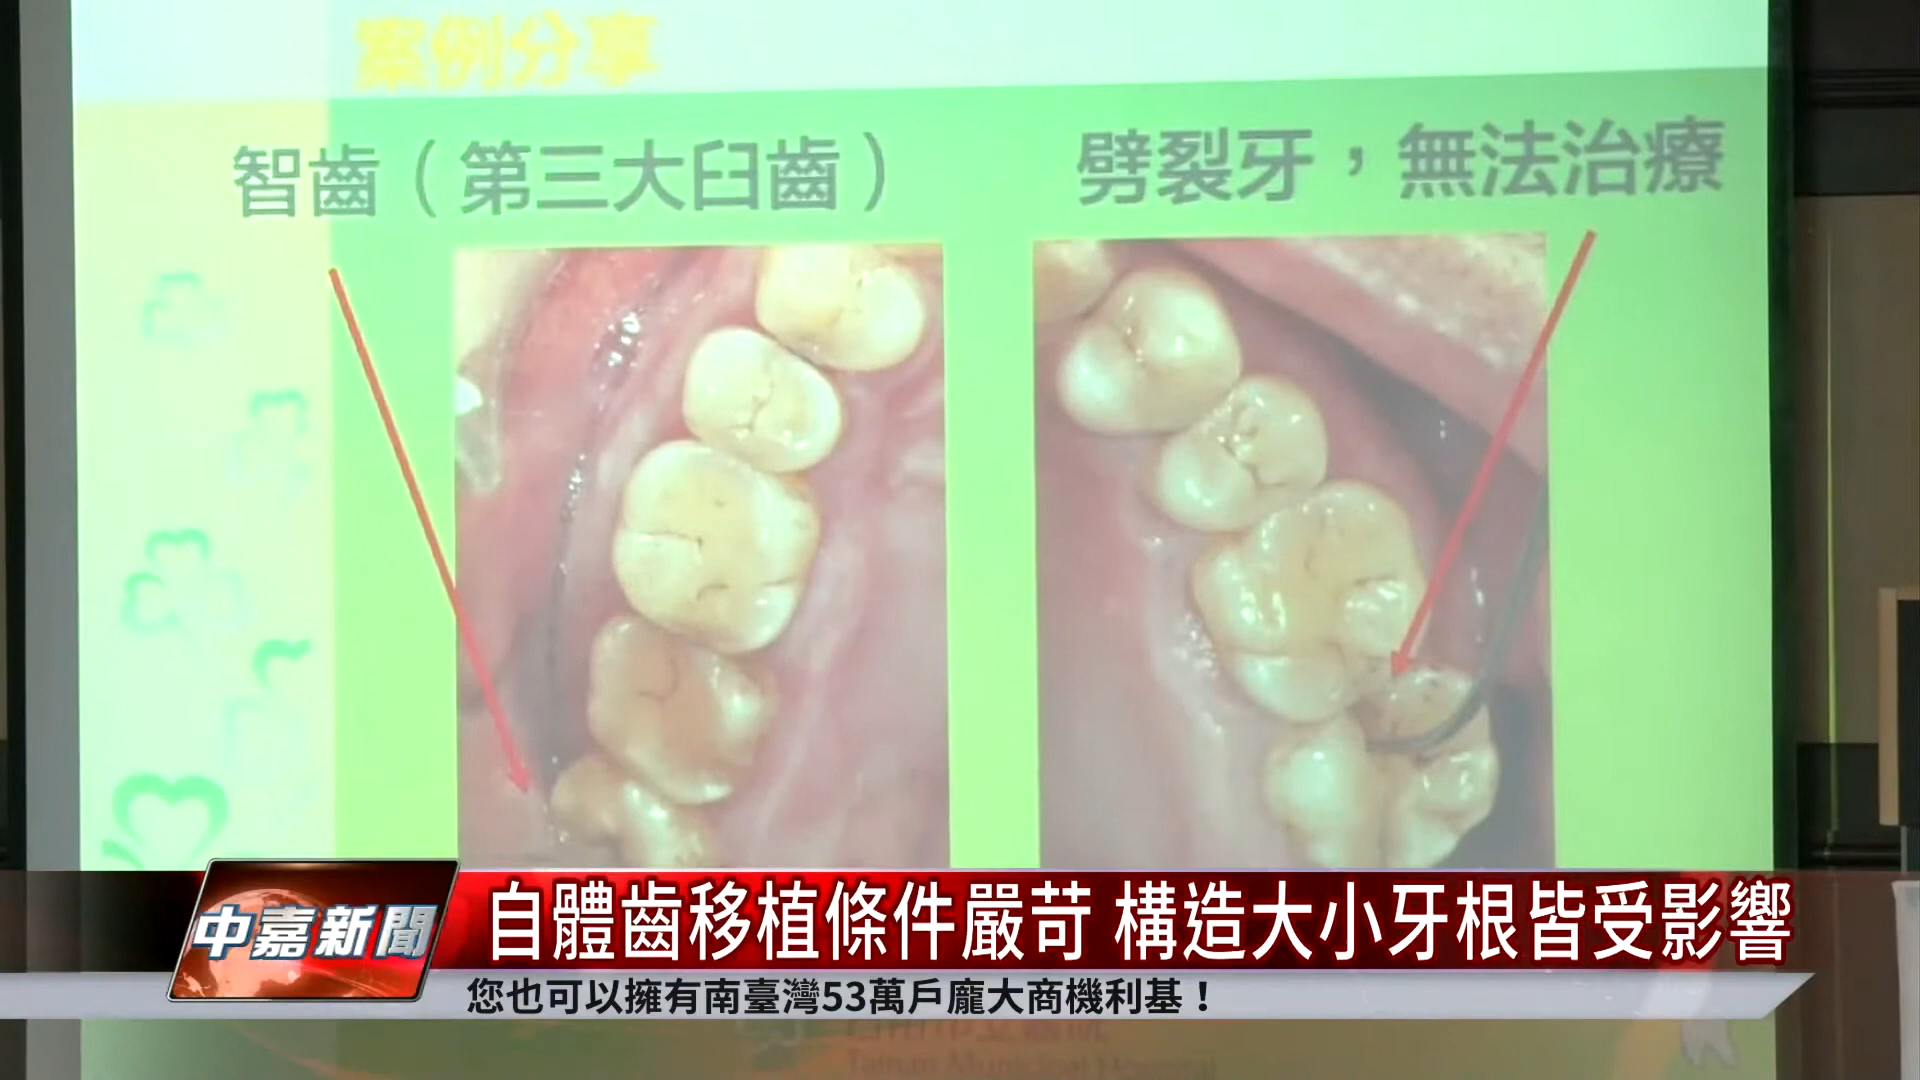 案例分享
智齒（第三大臼齒）
劈裂牙，無法治療
中嘉新聞
自體齒移植條件嚴苛 構造大小牙根皆受影響
您也可以擁有南臺灣53萬戶龐大商機利基！
Tainan Municipal Hospital